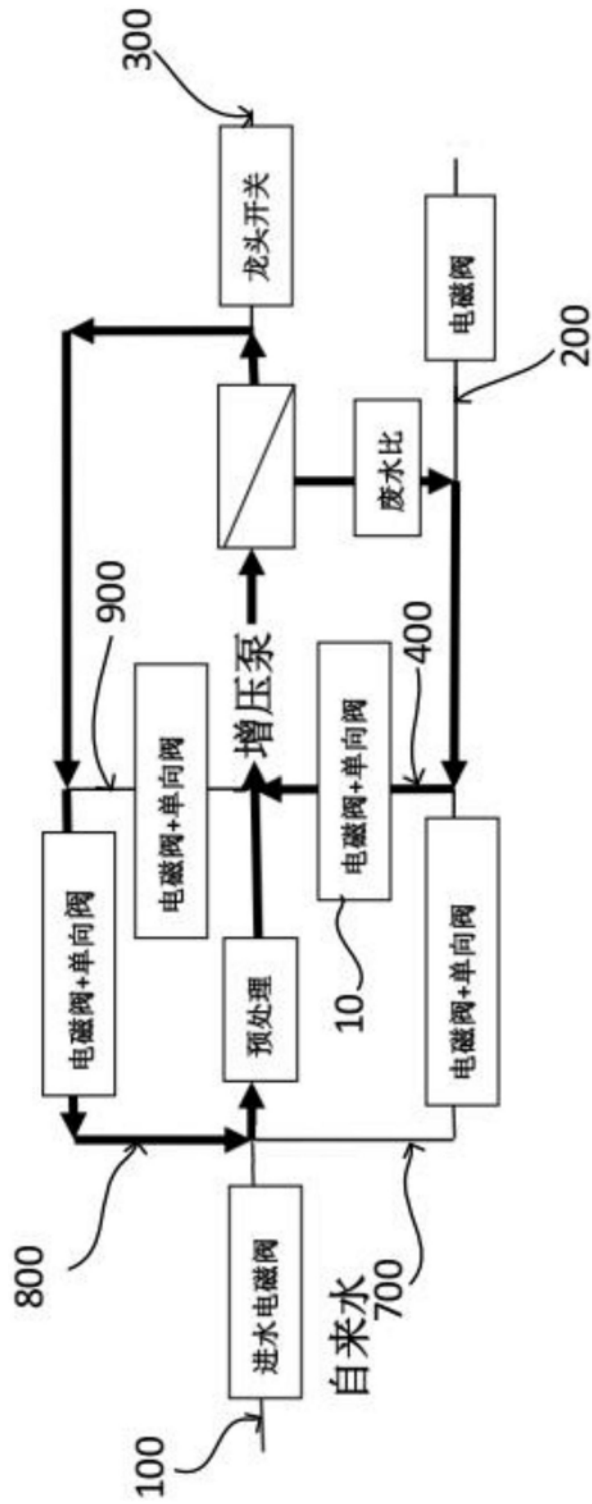 300
龙头开关
电磁阀
200
废水比
900
增压泵
400
电磁阀+单向阀
电磁阀+单向阀
电磁阀+单向阀
电磁阀+单向阀
预处理
10
800
进水电磁阀
自来水
700
100